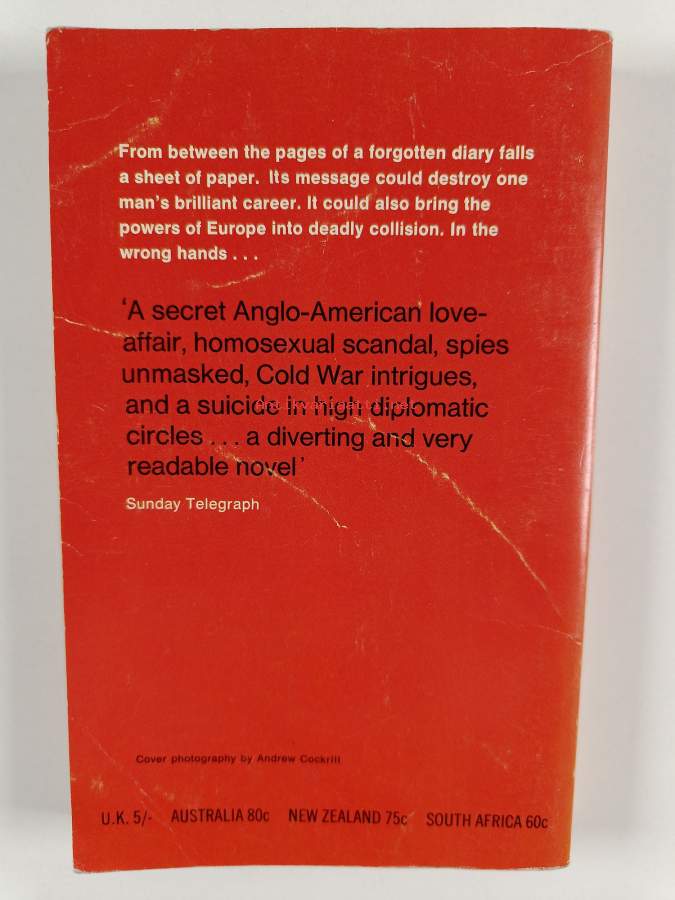 From between the pages of a forgotten diary falls
a sheet of paper. Its message could destroy one
man's brilliant career. It could also bring the
powers of Europe into deadly collision. In the
wrong hands . . .
'A secret Anglo-American love-
affair, homosexual scandal, spies
unmasked, Cold War intrigues,
and a suicide in high diplomatic
circles . . . a diverting and very
readable novel'
Sunday Telegraph
Cover photography by Andrew Cockrill
U.K. 5/- AUSTRALIA 80c NEW ZEALAND 75c SOUTH AFRICA 60c